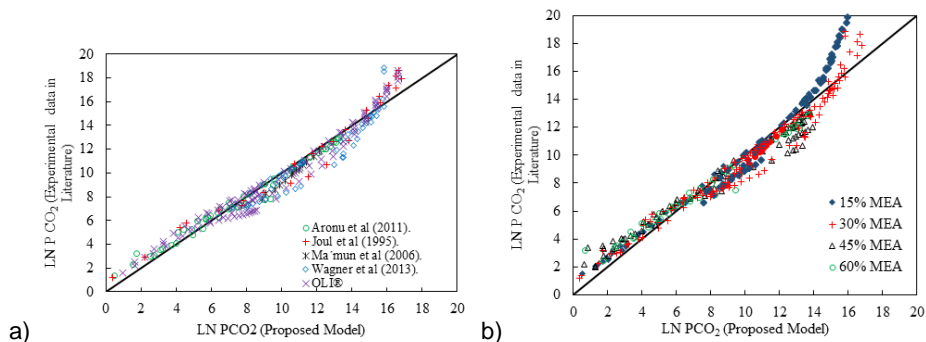 a)
LN P CO2 (Experimental data in
Literature)
20
18
16
14
12
10
8
6
4
2
0
Aronu et al (2011).
Joul et al (1995).
Ma´mun et al (2006).
Wagner et al (2013).
OLI®
0 2 4 6 8 10 12 14 16 18 20
LN PCO2 (Proposed Model)
b)
LN P CO2 (Experimental data in
Literature)
20
18
16
14
12
10
8
6
4
2
0
15% MEA
30% MEA
45% MEA
60% MEA
0 2 4 6 8 10 12 14 16 18 20
LN PCO2 (Proposed Model)